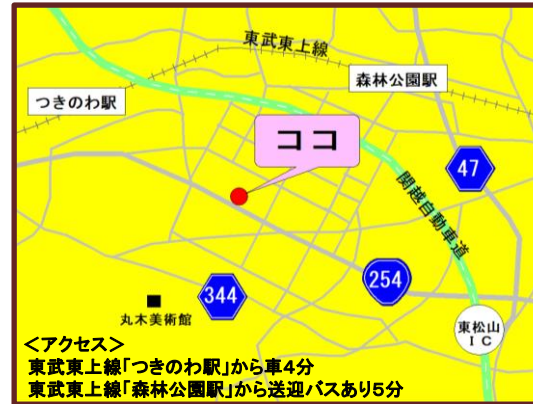 東武東上線
森林公園駅
つきのわ駅
ココ
47
関越自動車道
254
344
丸木美術館
東松山
IC
<アクセス>
東武東上線「つきのわ駅」から車4分
東武東上線「森林公園駅」から送迎バスあり5分